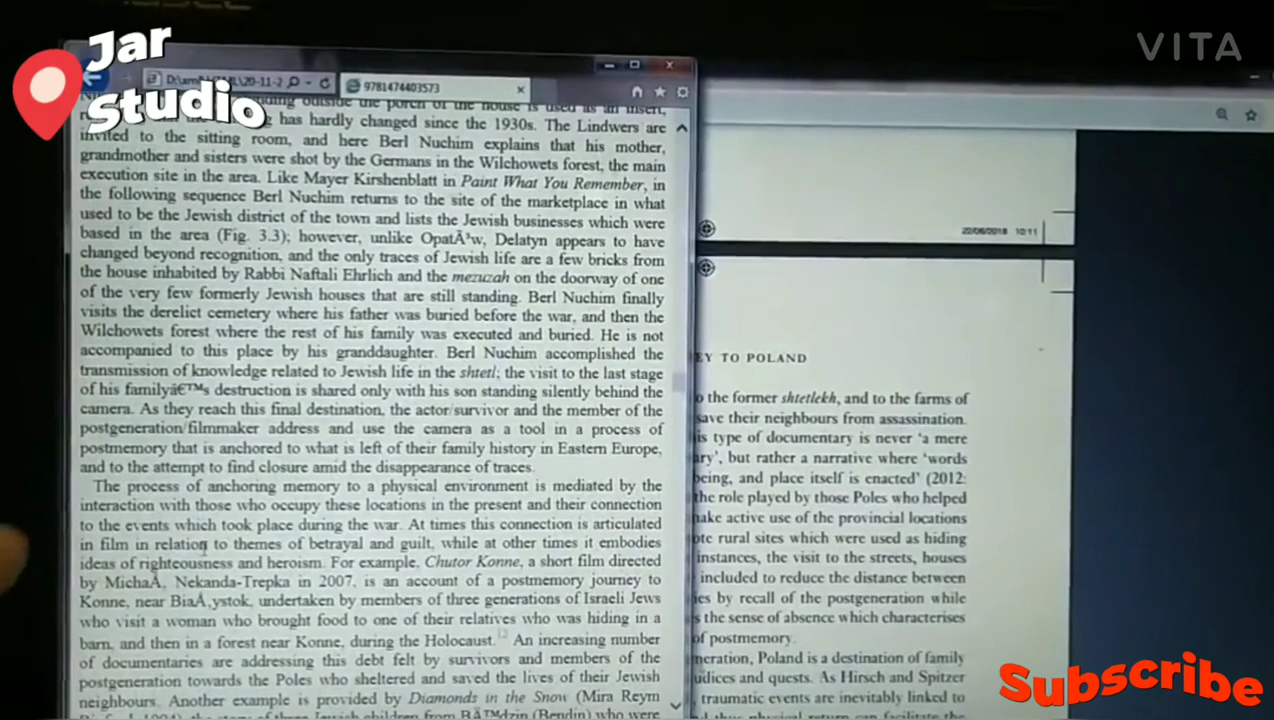 Jar
Studio
VITA
9781474403573
has hardly changed since the 1930s. The Lindwers are
invited to the sitting room, and here Berl Nuchim explains that his mother,
grandmother and sisters were shot by the Germans in the Wilchowets forest, the main
execution site in the area. Like Mayer Kirshenblatt in Paint What You Remember, in
the following sequence Berl Nuchim returns to the site of the marketplace in what
used to be the Jewish district of the town and lists the Jewish businesses which were
based in the area (Fig. 3.3); however, unlike OpatÃ³w, Delatyn appears to have
changed beyond recognition, and the only traces of Jewish life are a few bricks from
the house inhabited by Rabbi Naftali Ehrlich and the mezuzah on the doorway of one
of the very few formerly Jewish houses that are still standing. Berl Nuchim finally
visits the derelict cemetery where his father was buried before the war, and then the
Wilchowets forest where the rest of his family was executed and buried. He is not
accompanied to this place by his granddaughter. Berl Nuchim accomplished the
transmission of knowledge related to Jewish life in the shtetl; the visit to the last stage
of his familyâ€™s destruction is shared only with his son standing silently behind the
camera. As they reach this final destination, the actor/survivor and the member of the
postgeneration/filmmaker address and use the camera as a tool in a process of
postmemory that is anchored to what is left of their family history in Eastern Europe,
and to the attempt to find closure amid the disappearance of traces.
The process of anchoring memory to a physical environment is mediated by the
interaction with those who occupy these locations in the present and their connection
to the events which took place during the war. At times this connection is articulated
in film in relation to themes of betrayal and guilt, while at other times it embodies
ideas of righteousness and heroism. For example, Chutor Konne, a short film directed
by MichaÅ, Nekanda-Trepka in 2007, is an account of a postmemory journey to
Konne, near BiaÅ,ystok, undertaken by members of three generations of Israeli Jews
who visit a woman who brought food to one of their relatives who was hiding in a
barn, and then in a forest near Konne, during the Holocaust. An increasing number
of documentaries are addressing this debt felt by survivors and members of the
postgeneration towards the Poles who sheltered and saved the lives of their Jewish
neighbours. Another example is provided by Diamonds in the Snow (Mira Reym
22/06/2018 10:11
EY TO POLAND
o the former shtetlekh, and to the farms of
save their neighbours from assassination.
is type of documentary is never ‘a mere
ary’, but rather a narrative where ‘words
being, and place itself is enacted’ (2012:
the role played by those Poles who helped
make active use of the provincial locations
ote rural sites which were used as hiding
instances, the visit to the streets, houses
included to reduce the distance between
es by recall of the postgeneration while
s the sense of absence which characterises
of postmemory.
neration, Poland is a destination of family
udices and quests. As Hirsch and Spitzer
traumatic events are inevitably linked to
Subscribe